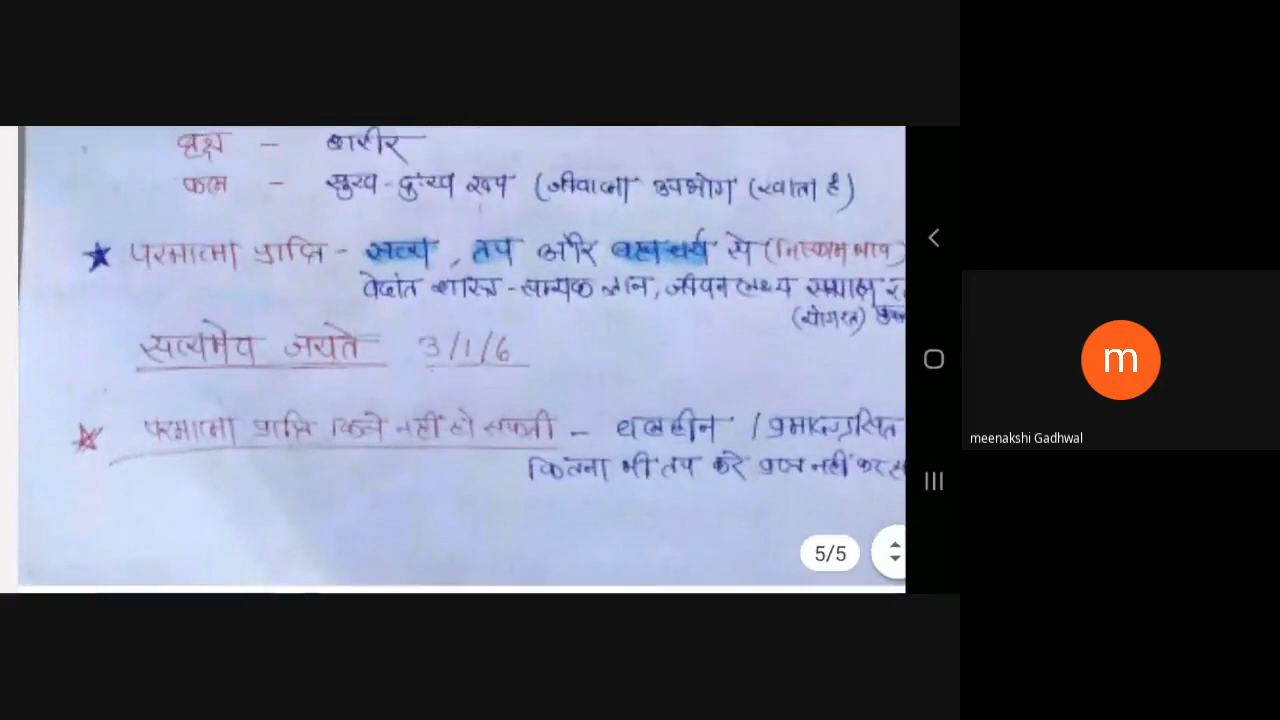 वृक्ष - शरीर
फल - सुख-दुःख रूप (जीवात्मा उपभोग (खाता है)
★ परमात्मा प्राप्ति - सत्य, तप और ब्रह्मचर्य से (निष्काम भाव)
वेदांत शास्त्र - सम्यक ज्ञान, जीवन लक्ष्य
(योगरत)
सत्यमेव जयते 3/1/6
★ परमात्मा प्राप्ति किन्हें नहीं हो सकती - बलहीन / प्रमादग्रसित
कितना भी तप करे प्राप्त नहीं कर
5/5
m
meenakshi Gadhwal